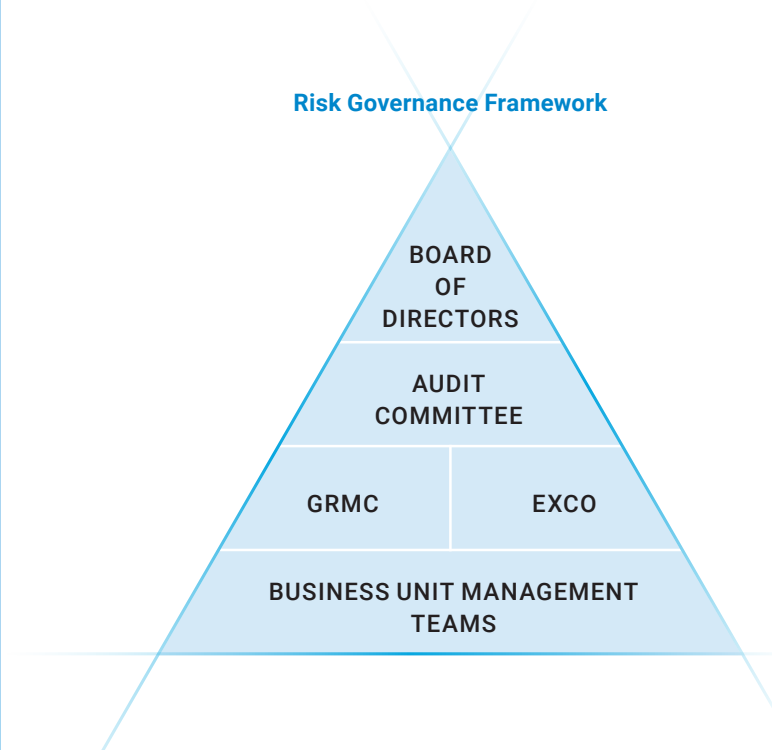 Risk Governance Framework
BOARD
OF
DIRECTORS
AUDIT
COMMITTEE
GRMC
EXCO
BUSINESS UNIT MANAGEMENT
TEAMS